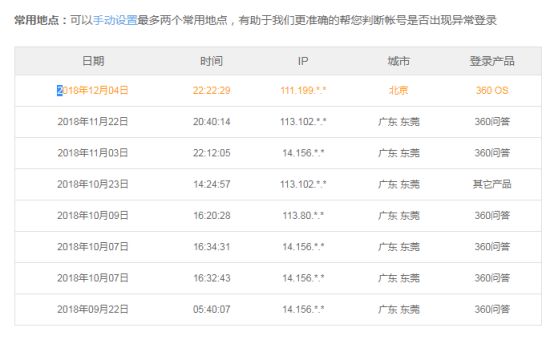 常用地点：可以手动设置最多两个常用地点，有助于我们更准确的帮您判断帐号是否出现异常登录
日期 时间 IP 城市 登录产品
2018年12月04日 22:22:29 111.199.*.* 北京 360 OS
2018年11月22日 20:40:14 113.102.*.* 广东 东莞 360问答
2018年11月03日 22:12:05 14.156.*.* 广东 东莞 360问答
2018年10月23日 14:24:57 113.102.*.* 广东 东莞 其它产品
2018年10月09日 16:20:28 113.80.*.* 广东 东莞 360问答
2018年10月07日 16:34:31 14.156.*.* 广东 东莞 360问答
2018年10月07日 16:32:43 14.156.*.* 广东 东莞 360问答
2018年09月22日 05:40:07 14.156.*.* 广东 东莞 360问答